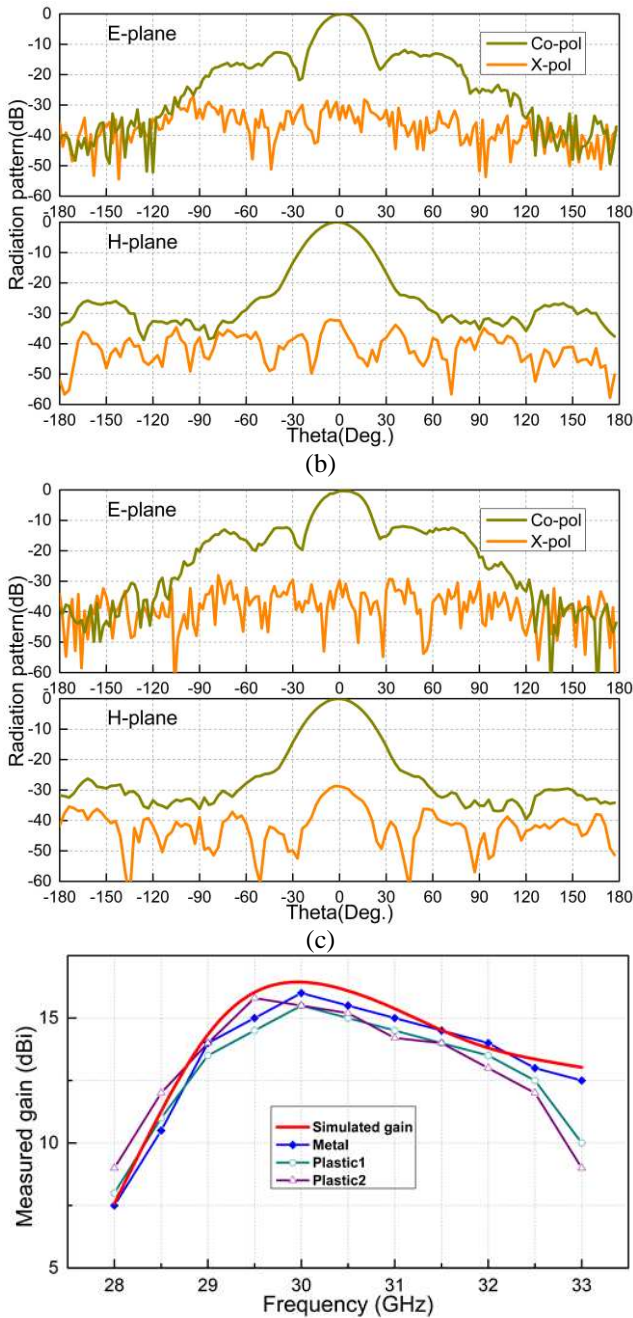 E-plane
Co-pol
X-pol
0
-10
-20
-30
-40
-50
-60
-180 -150 -120 -90 -60 -30 0 30 60 90 120 150 180
Radiation pattern(dB)
H-plane
0
-10
-20
-30
-40
-50
-60
-180 -150 -120 -90 -60 -30 0 30 60 90 120 150 180
Theta(Deg.)
(b)
E-plane
Co-pol
X-pol
0
-10
-20
-30
-40
-50
-60
-180 -150 -120 -90 -60 -30 0 30 60 90 120 150 180
Radiation pattern(dB)
H-plane
0
-10
-20
-30
-40
-50
-60
-180 -150 -120 -90 -60 -30 0 30 60 90 120 150 180
Theta(Deg.)
(c)
Measured gain (dBi)
15
10
5
Simulated gain
Metal
Plastic1
Plastic2
28 29 30 31 32 33
Frequency (GHz)